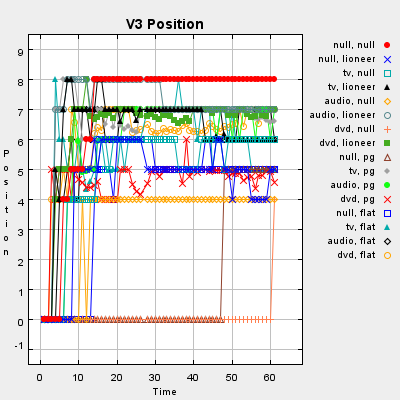 V3 Position
9
8
7
6
5
4
3
2
1
0
-1
Position
0 10 20 30 40 50 60
Time
null, null
null, lioneer
tv, null
tv, lioneer
audio, null
audio, lioneer
dvd, null
dvd, lioneer
null, pg
tv, pg
audio, pg
dvd, pg
null, flat
tv, flat
audio, flat
dvd, flat